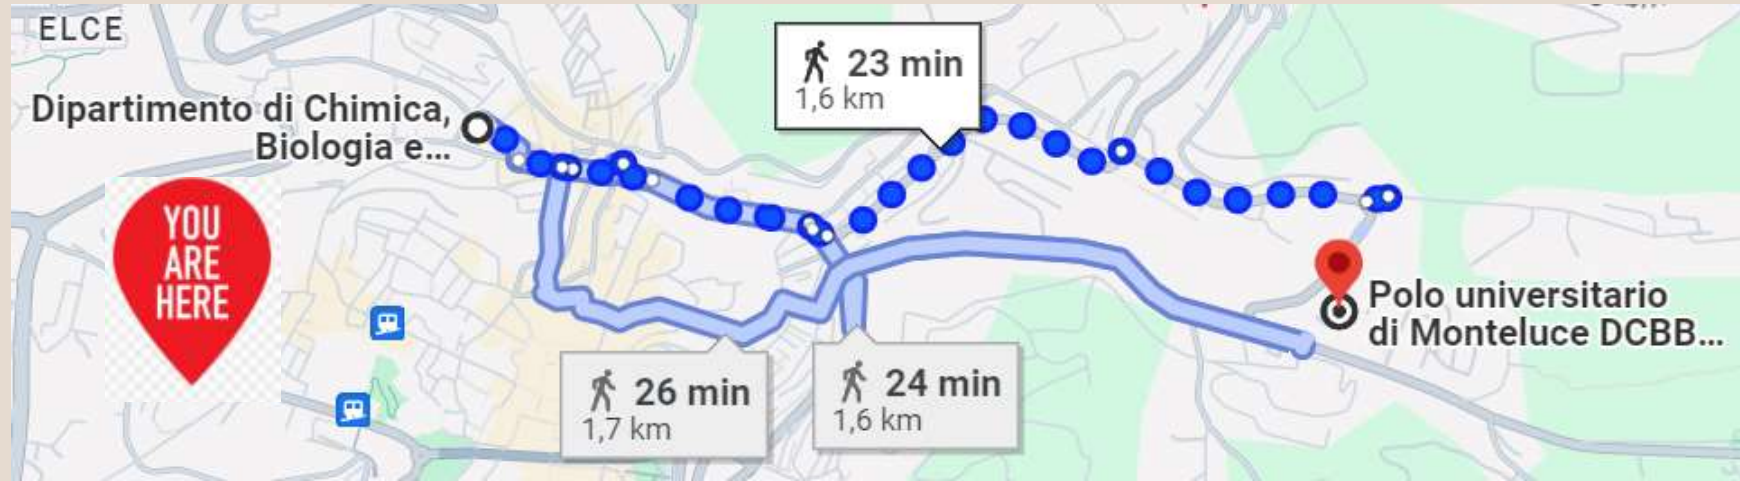 ELCE
Dipartimento di Chimica,
Biologia e...
YOU
ARE
HERE
23 min
1,6 km
26 min
1,7 km
24 min
1,6 km
Polo universitario
di Monteluce DCBB...